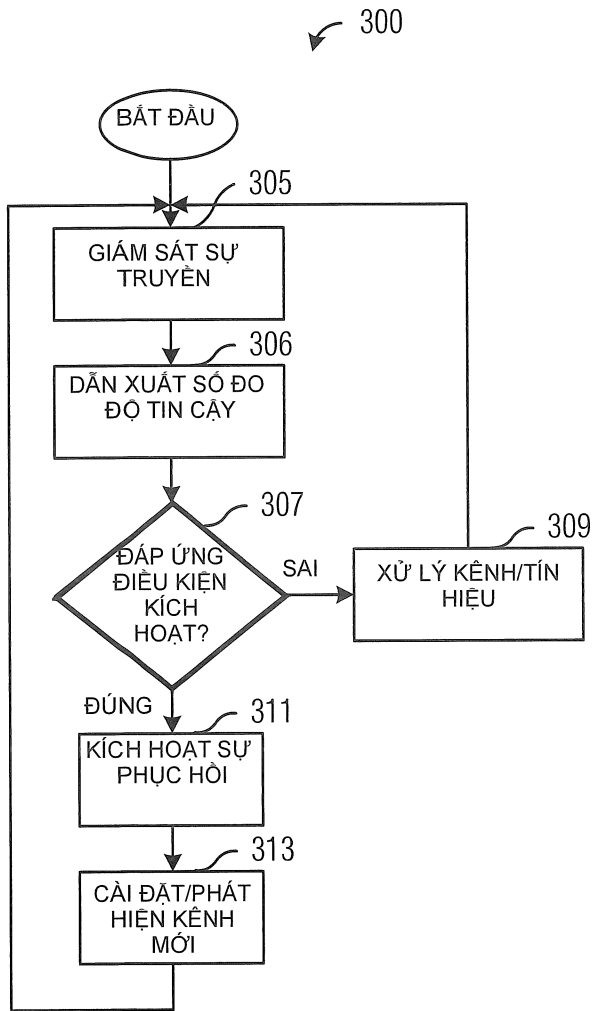 300
BẮT ĐẦU
305
GIÁM SÁT SỰ
TRUYỀN
306
DẪN XUẤT SỐ ĐO
ĐỘ TIN CẬY
307
ĐÁP ỨNG
ĐIỀU KIỆN
KÍCH
HOẠT?
SAI
309
XỬ LÝ KÊNH/TÍN
HIỆU
ĐÚNG
311
KÍCH HOẠT SỰ
PHỤC HỒI
313
CÀI ĐẶT/PHÁT
HIỆN KÊNH
MỚI